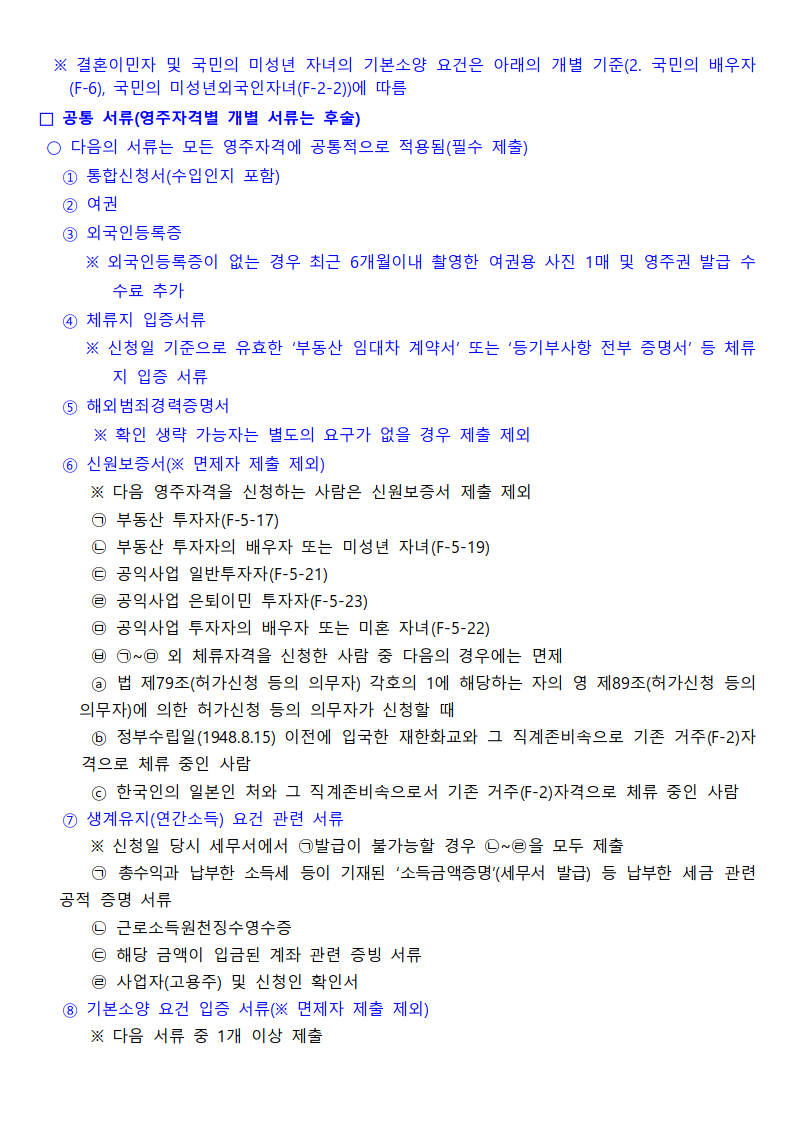 ※ 결혼이민자 및 국민의 미성년 자녀의 기본소양 요건은 아래의 개별 기준(2. 국민의 배우자
(F-6), 국민의 미성년외국인자녀(F-2-2))에 따름
□ 공통 서류(영주자격별 개별 서류는 후술)
○ 다음의 서류는 모든 영주자격에 공통적으로 적용됨(필수 제출)
① 통합신청서(수입인지 포함)
② 여권
③ 외국인등록증
※ 외국인등록증이 없는 경우 최근 6개월이내 촬영한 여권용 사진 1매 및 영주권 발급 수
수료 추가
④ 체류지 입증서류
※ 신청일 기준으로 유효한 ‘부동산 임대차 계약서’ 또는 ‘등기부사항 전부 증명서’ 등 체류
지 입증 서류
⑤ 해외범죄경력증명서
※ 확인 생략 가능자는 별도의 요구가 없을 경우 제출 제외
⑥ 신원보증서(※ 면제자 제출 제외)
※ 다음 영주자격을 신청하는 사람은 신원보증서 제출 제외
㉠ 부동산 투자자(F-5-17)
㉡ 부동산 투자자의 배우자 또는 미성년 자녀(F-5-19)
㉢ 공익사업 일반투자자(F-5-21)
㉣ 공익사업 은퇴이민 투자자(F-5-23)
㉤ 공익사업 투자자의 배우자 또는 미혼 자녀(F-5-22)
㉥ ㉠~㉤ 외 체류자격을 신청한 사람 중 다음의 경우에는 면제
ⓐ 법 제79조(허가신청 등의 의무자) 각호의 1에 해당하는 자의 영 제89조(허가신청 등의
의무자)에 의한 허가신청 등의 의무자가 신청할 때
ⓑ 정부수립일(1948.8.15) 이전에 입국한 재한화교와 그 직계존비속으로 기존 거주(F-2)자
격으로 체류 중인 사람
ⓒ 한국인의 일본인 처와 그 직계존비속으로서 기존 거주(F-2)자격으로 체류 중인 사람
⑦ 생계유지(연간소득) 요건 관련 서류
※ 신청일 당시 세무서에서 ㉠발급이 불가능할 경우 ㉡~㉣을 모두 제출
㉠ 총수익과 납부한 소득세 등이 기재된 ‘소득금액증명’(세무서 발급) 등 납부한 세금 관련
공적 증명 서류
㉡ 근로소득원천징수영수증
㉢ 해당 금액이 입금된 계좌 관련 증빙 서류
㉣ 사업자(고용주) 및 신청인 확인서
⑧ 기본소양 요건 입증 서류(※ 면제자 제출 제외)
※ 다음 서류 중 1개 이상 제출